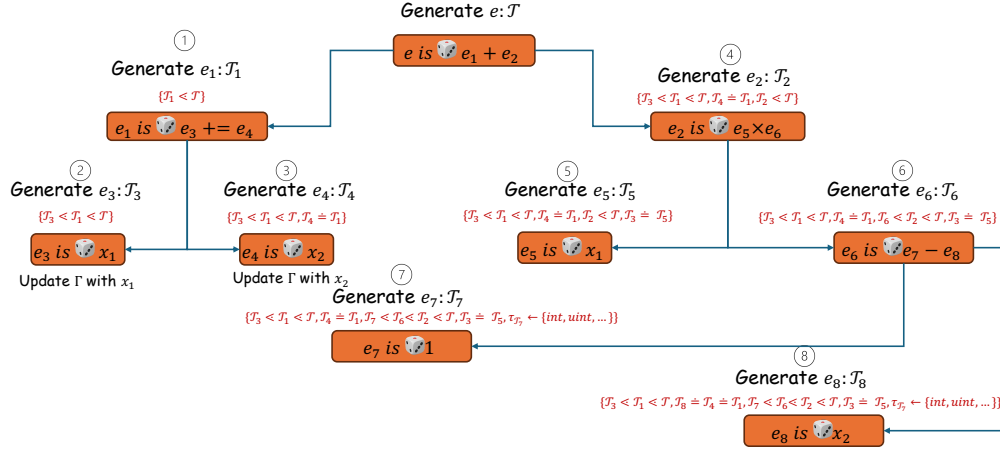 Generate e: 𝒯
e is e₁ + e₂
①
Generate e₁: 𝒯₁
{𝒯₁ ⋖ 𝒯}
e₁ is e₃ += e₄
④
Generate e₂: 𝒯₂
{𝒯₃ ⋖ 𝒯₁ ⋖ 𝒯, 𝒯₄ ≐ 𝒯₁, 𝒯₂ ⋖ 𝒯}
e₂ is e₅×e₆
②
Generate e₃: 𝒯₃
{𝒯₃ ⋖ 𝒯₁ ⋖ 𝒯}
e₃ is x₁
Update Γ with x₁
③
Generate e₄: 𝒯₄
{𝒯₃ ⋖ 𝒯₁ ⋖ 𝒯, 𝒯₄ ≐ 𝒯₁}
e₄ is x₂
Update Γ with x₂
⑤
Generate e₅: 𝒯₅
{𝒯₃ ⋖ 𝒯₁ ⋖ 𝒯, 𝒯₄ ≐ 𝒯₁, 𝒯₂ ⋖ 𝒯, 𝒯₃ ≐ 𝒯₅}
e₅ is x₁
⑥
Generate e₆: 𝒯₆
{𝒯₃ ⋖ 𝒯₁ ⋖ 𝒯, 𝒯₄ ≐ 𝒯₁, 𝒯₆ ⋖ 𝒯₂ ⋖ 𝒯, 𝒯₃ ≐ 𝒯₅}
e₆ is e₇ − e₈
⑦
Generate e₇: 𝒯₇
{𝒯₃ ⋖ 𝒯₁ ⋖ 𝒯, 𝒯₄ ≐ 𝒯₁, 𝒯₇ ⋖ 𝒯₆ ⋖ 𝒯₂ ⋖ 𝒯, 𝒯₃ ≐ 𝒯₅, τ_𝒯₇ ← {int, uint, …}}
e₇ is 1
⑧
Generate e₈: 𝒯₈
{𝒯₃ ⋖ 𝒯₁ ⋖ 𝒯, 𝒯₈ ≐ 𝒯₄ ≐ 𝒯₁, 𝒯₇ ⋖ 𝒯₆ ⋖ 𝒯₂ ⋖ 𝒯, 𝒯₃ ≐ 𝒯₅, τ_𝒯₇ ← {int, uint, …}}
e₈ is x₂